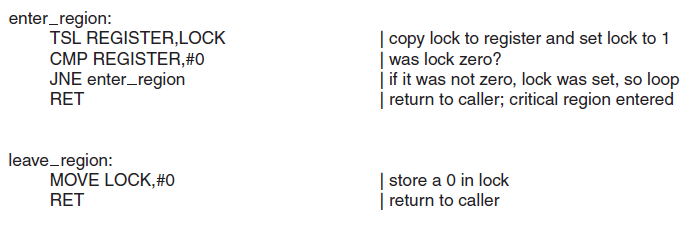 enter_region:
TSL REGISTER,LOCK | copy lock to register and set lock to 1
CMP REGISTER,#0 | was lock zero?
JNE enter_region | if it was not zero, lock was set, so loop
RET | return to caller; critical region entered
leave_region:
MOVE LOCK,#0 | store a 0 in lock
RET | return to caller